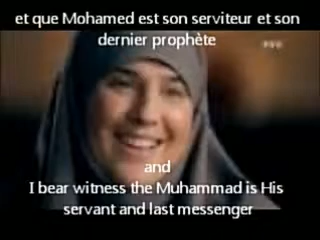 et que Mohamed est son serviteur et son
dernier prophète
and
I bear witness the Muhammad is His
servant and last messenger